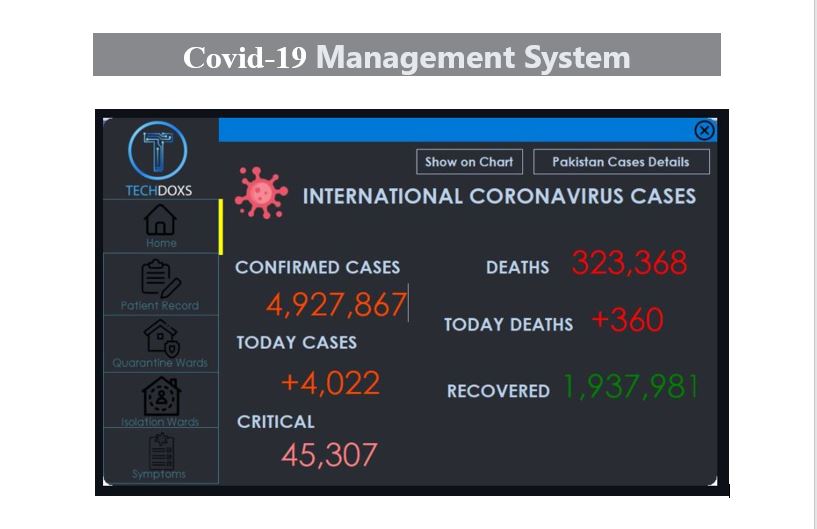 Covid-19 Management System
TECHDOXS
Home
Patient Record
Quarantine Wards
Isolation Wards
Symptoms
Show on Chart
Pakistan Cases Details
INTERNATIONAL CORONAVIRUS CASES
CONFIRMED CASES
4,927,867
TODAY CASES
+4,022
CRITICAL
45,307
DEATHS 323,368
TODAY DEATHS +360
RECOVERED 1,937,981